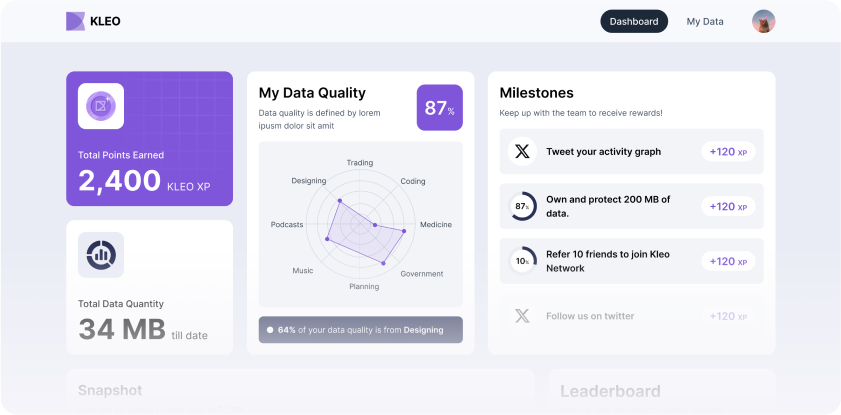 KLEO
Dashboard
My Data
Total Points Earned
2,400 KLEO XP
Total Data Quantity
34 MB till date
My Data Quality
Data quality is defined by lorem
ipusm dolor sit amit
87%
Trading
Designing
Coding
Podcasts
Medicine
Music
Government
Planning
64% of your data quality is from Designing
Milestones
Keep up with the team to receive rewards!
Tweet your activity graph
+120 XP
87%
Own and protect 200 MB of
data.
+120 XP
10%
Refer 10 friends to join Kleo
Network
+120 XP
Follow us on twitter
+120 XP
Snapshot
Leaderboard